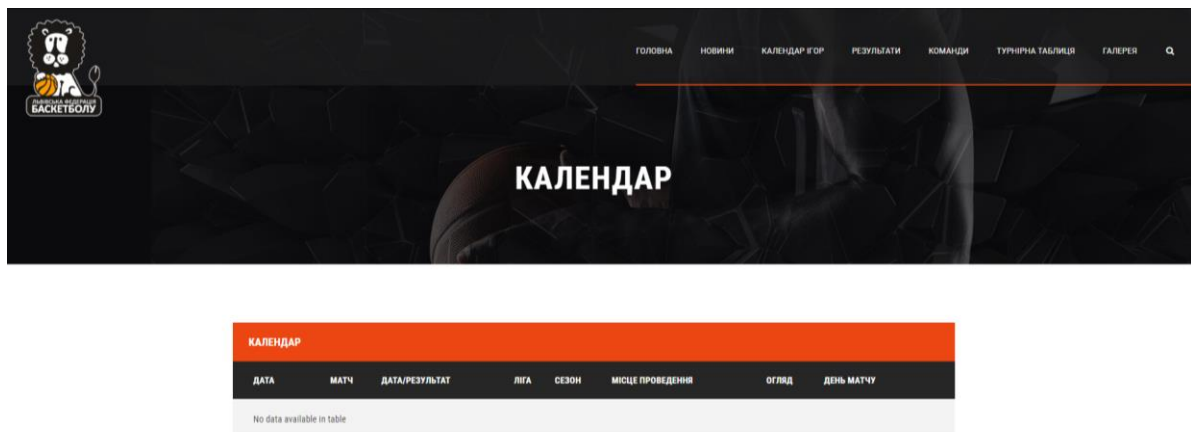 ГОЛОВНА НОВИНИ КАЛЕНДАР ІГОР РЕЗУЛЬТАТИ КОМАНДИ ТУРНІРНА ТАБЛИЦЯ ГАЛЕРЕЯ
ЛЬВІВСЬКА ФЕДЕРАЦІЯ
БАСКЕТБОЛУ
КАЛЕНДАР
КАЛЕНДАР
ДАТА МАТЧ ДАТА/РЕЗУЛЬТАТ ЛІГА СЕЗОН МІСЦЕ ПРОВЕДЕННЯ ОГЛЯД ДЕНЬ МАТЧУ
No data available in table